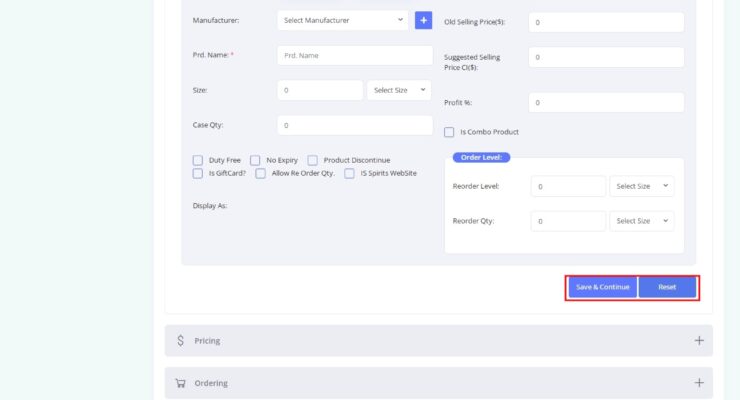 Manufacturer:
Select Manufacturer
+
Prd. Name: *
Prd. Name
Size:
0
Select Size
Case Qty:
0
Duty Free
No Expiry
Product Discontinue
Is GiftCard?
Allow Re Order Qty.
IS Spirits WebSite
Display As:
Old Selling Price($):
0
Suggested Selling
Price CI($):
0
Profit %:
0
Is Combo Product
Order Level:
Reorder Level:
0
Select Size
Reorder Qty:
0
Select Size
Save & Continue
Reset
$ Pricing +
Ordering +